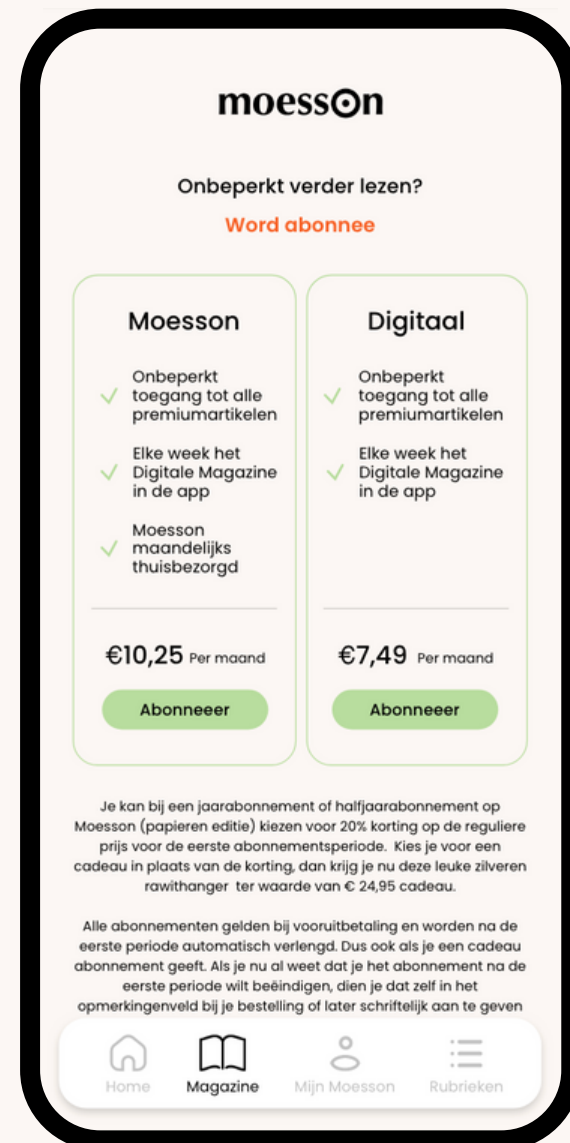 moesson
Onbeperkt verder lezen?
Word abonnee
Moesson
Onbeperkt
toegang tot alle
premiumartikelen
Elke week het
Digitale Magazine
in de app
Moesson
maandelijks
thuisbezorgd
€10,25 Per maand
Abonneeer
Digitaal
Onbeperkt
toegang tot alle
premiumartikelen
Elke week het
Digitale Magazine
in de app
€7,49 Per maand
Abonneeer
Je kan bij een jaarabonnement of halfjaarabonnement op
Moesson (papieren editie) kiezen voor 20% korting op de reguliere
prijs voor de eerste abonnementsperiode. Kies je voor een
cadeau in plaats van de korting, dan krijg je nu deze leuke zilveren
rawithanger ter waarde van € 24,95 cadeau.
Alle abonnementen gelden bij vooruitbetaling en worden na de
eerste periode automatisch verlengd. Dus ook als je een cadeau
abonnement geeft. Als je nu al weet dat je het abonnement na de
eerste periode wilt beëindigen, dien je dat zelf in het
opmerkingenveld bij je bestelling of later schriftelijk aan te geven
Home
Magazine
Mijn Moesson
Rubrieken